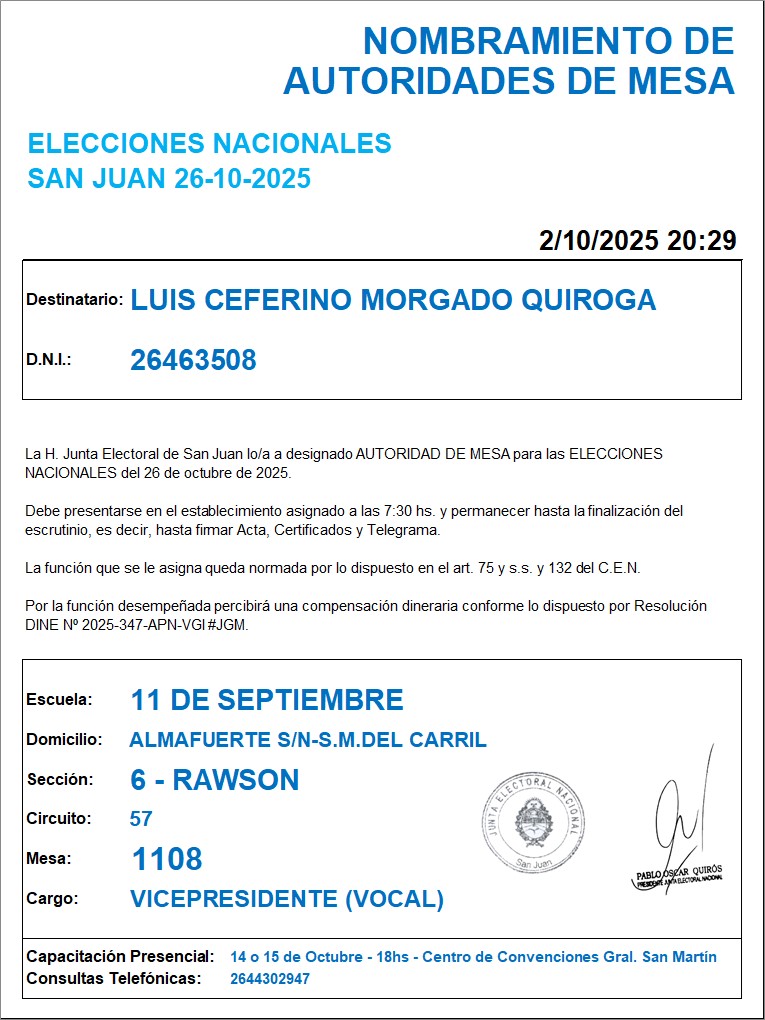 NOMBRAMIENTO DE
AUTORIDADES DE MESA
ELECCIONES NACIONALES
SAN JUAN 26-10-2025
2/10/2025 20:29
Destinatario: LUIS CEFERINO MORGADO QUIROGA
D.N.I.: 26463508
La H. Junta Electoral de San Juan lo/a a designado AUTORIDAD DE MESA para las ELECCIONES
NACIONALES del 26 de octubre de 2025.
Debe presentarse en el establecimiento asignado a las 7:30 hs. y permanecer hasta la finalización del
escrutinio, es decir, hasta firmar Acta, Certificados y Telegrama.
La función que se le asigna queda normada por lo dispuesto en el art. 75 y s.s. y 132 del C.E.N.
Por la función desempeñada percibirá una compensación dineraria conforme lo dispuesto por Resolución
DINE Nº 2025-347-APN-VGI#JGM.
Escuela: 11 DE SEPTIEMBRE
Domicilio: ALMAFUERTE S/N-S.M.DEL CARRIL
Sección: 6 - RAWSON
Circuito: 57
Mesa: 1108
Cargo: VICEPRESIDENTE (VOCAL)
JUNTA ELECTORAL NACIONAL
San Juan
PABLO OSCAR QUIRÓS
PRESIDENTE JUNTA ELECTORAL NACIONAL
Capacitación Presencial: 14 o 15 de Octubre - 18hs - Centro de Convenciones Gral. San Martín
Consultas Telefónicas: 2644302947